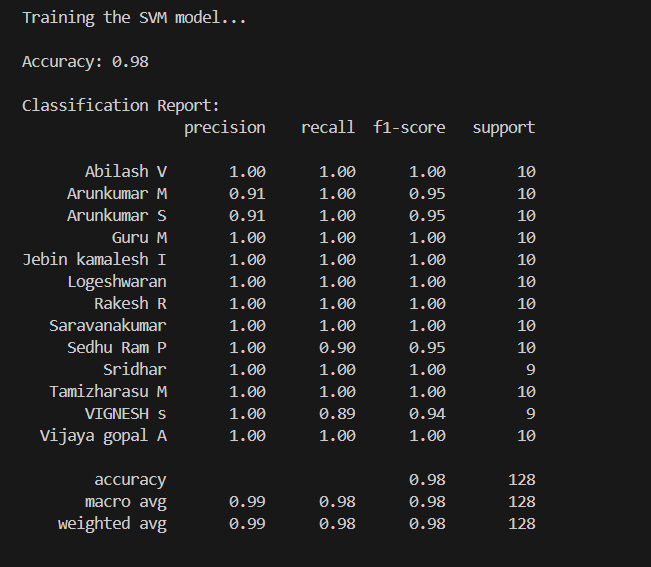 Training the SVM model...
Accuracy: 0.98
Classification Report:
precision recall f1-score support
Abilash V 1.00 1.00 1.00 10
Arunkumar M 0.91 1.00 0.95 10
Arunkumar S 0.91 1.00 0.95 10
Guru M 1.00 1.00 1.00 10
Jebin kamalesh I 1.00 1.00 1.00 10
Logeshwaran 1.00 1.00 1.00 10
Rakesh R 1.00 1.00 1.00 10
Saravanakumar 1.00 1.00 1.00 10
Sedhu Ram P 1.00 0.90 0.95 10
Sridhar 1.00 1.00 1.00 9
Tamizharasu M 1.00 1.00 1.00 10
VIGNESH s 1.00 0.89 0.94 9
Vijaya gopal A 1.00 1.00 1.00 10
accuracy 0.98 128
macro avg 0.99 0.98 0.98 128
weighted avg 0.99 0.98 0.98 128